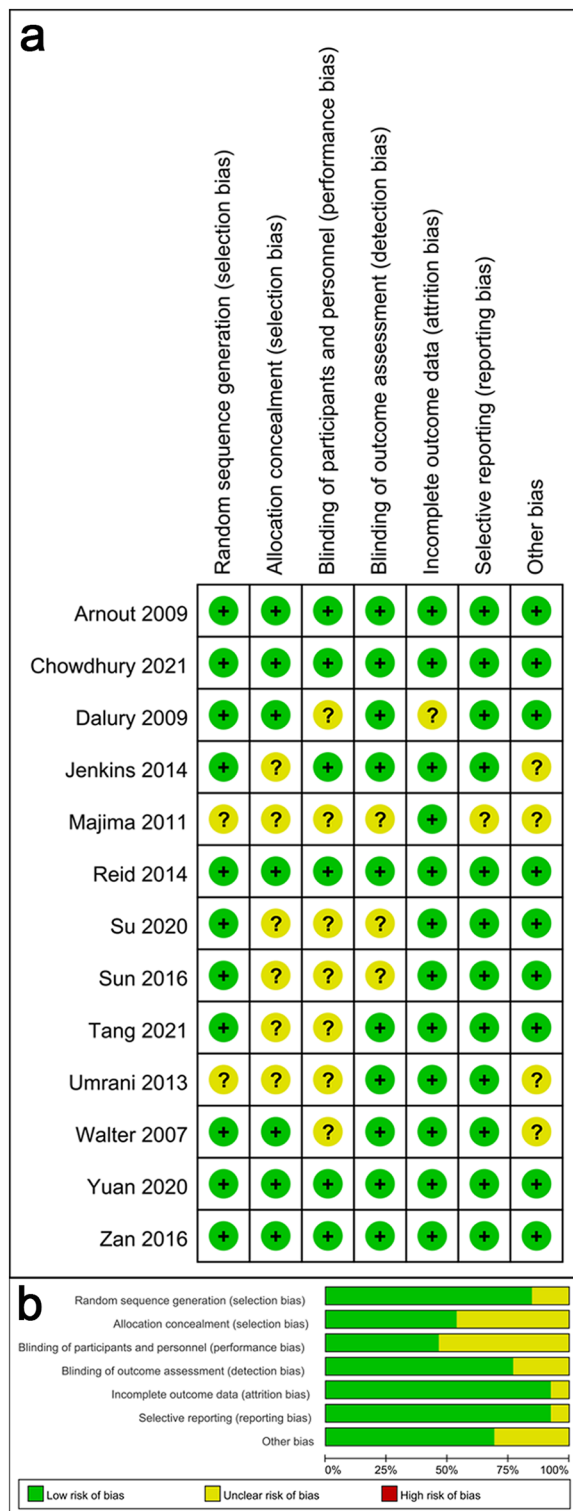 a
Random sequence generation (selection bias)
Allocation concealment (selection bias)
Blinding of participants and personnel (performance bias)
Blinding of outcome assessment (detection bias)
Incomplete outcome data (attrition bias)
Selective reporting (reporting bias)
Other bias
Arnout 2009 + + + + + + +
Chowdhury 2021 + + + + + + +
Dalury 2009 + + ? + ? + +
Jenkins 2014 + ? + + + + ?
Majima 2011 ? ? ? ? + ? ?
Reid 2014 + + + + + + +
Su 2020 + ? ? ? + + +
Sun 2016 + ? ? ? + + +
Tang 2021 + ? ? + + + +
Umrani 2013 ? ? ? + + + ?
Walter 2007 + + ? + + + ?
Yuan 2020 + + + + + + +
Zan 2016 + + + + + + +
b
Random sequence generation (selection bias)
Allocation concealment (selection bias)
Blinding of participants and personnel (performance bias)
Blinding of outcome assessment (detection bias)
Incomplete outcome data (attrition bias)
Selective reporting (reporting bias)
Other bias
0% 25% 50% 75% 100%
Low risk of bias Unclear risk of bias High risk of bias